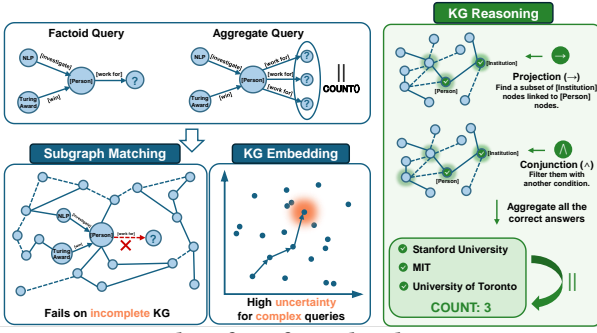 Factoid Query
NLP
[investigate]
[Person]
[work for]
?
Turing
Award
[win]
Aggregate Query
NLP
[investigate]
[Person]
[work for]
?
[work for]
?
[work for]
?
Turing
Award
[win]
||
COUNT()
Subgraph Matching
NLP
[investigate]
[Person]
[work for]
?
Turing
Award
[win]
Fails on incomplete KG
KG Embedding
High uncertainty
for complex queries
KG Reasoning
[Institution]
[Person]
→
Projection (→)
Find a subset of [Institution]
nodes linked to [Person]
nodes.
[Institution]
[Person]
∧
Conjunction (∧)
Filter them with
another condition.
Aggregate all the
correct answers
Stanford University
MIT
University of Toronto
COUNT: 3
||